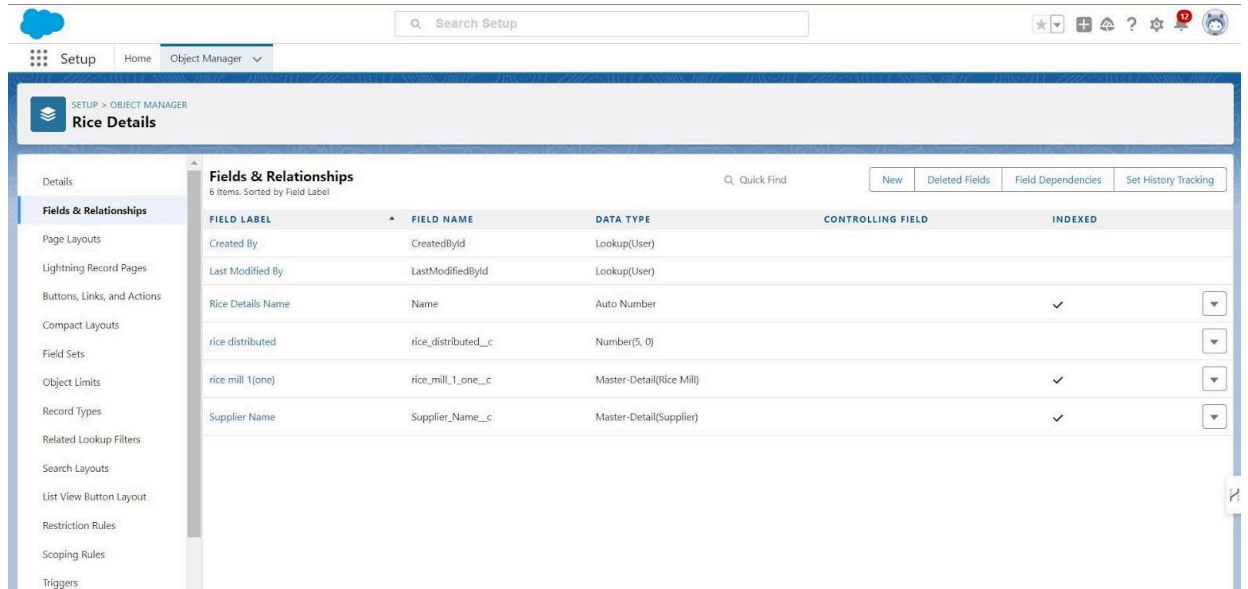 Search Setup
12
Setup Home Object Manager
SETUP > OBJECT MANAGER
Rice Details
Details
Fields & Relationships
Page Layouts
Lightning Record Pages
Buttons, Links, and Actions
Compact Layouts
Field Sets
Object Limits
Record Types
Related Lookup Filters
Search Layouts
List View Button Layout
Restriction Rules
Scoping Rules
Triggers
Fields & Relationships
6 Items, Sorted by Field Label
Quick Find New Deleted Fields Field Dependencies Set History Tracking
FIELD LABEL FIELD NAME DATA TYPE CONTROLLING FIELD INDEXED
Created By CreatedById Lookup(User)
Last Modified By LastModifiedById Lookup(User)
Rice Details Name Name Auto Number
rice distributed rice_distributed__c Number(5, 0)
rice mill 1(one) rice_mill_1_one__c Master-Detail(Rice Mill)
Supplier Name Supplier_Name__c Master-Detail(Supplier)